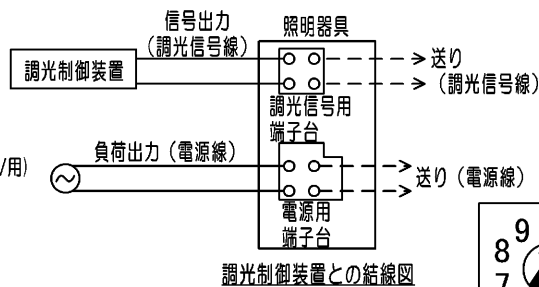 信号出力
(調光信号線)
照明器具
調光制御装置
送り
(調光信号線)
調光信号用
端子台
負荷出力(電源線)
/用)
送り(電源線)
電源用
端子台
調光制御装置との結線図
9
8
7